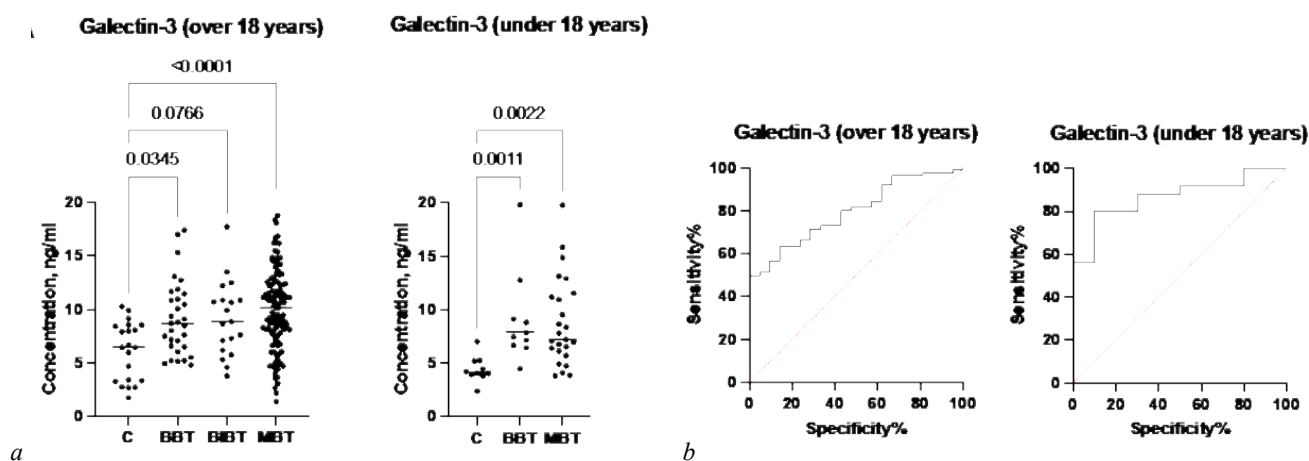 Galectin-3 (over 18 years)
<0.0001
0.0766
0.0345
Concentration, ng/ml
20
15
10
5
0
C BBT BIBT MBT
a
Galectin-3 (under 18 years)
0.0022
0.0011
Concentration, ng/ml
20
15
10
5
0
C BBT MBT
Galectin-3 (over 18 years)
Sensitivity%
100
80
60
40
20
0
0 20 40 60 80 100
Specificity%
b
Galectin-3 (under 18 years)
Sensitivity%
100
80
60
40
20
0
0 20 40 60 80 100
Specificity%